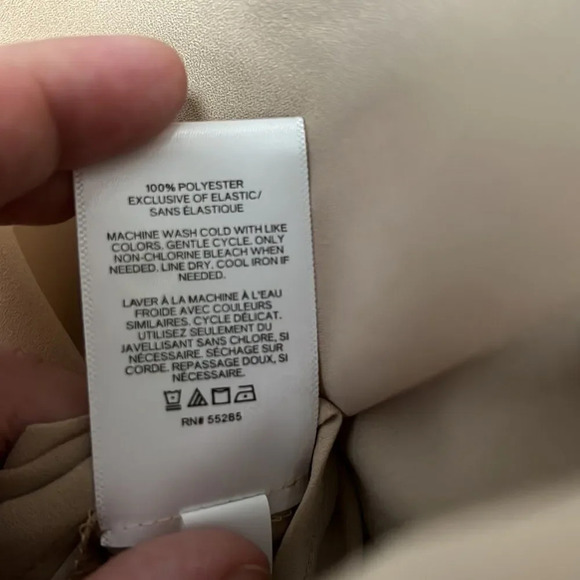 100% POLYESTER
EXCLUSIVE OF ELASTIC/
SANS ÉLASTIQUE
MACHINE WASH COLD WITH LIKE
COLORS. GENTLE CYCLE. ONLY
NON-CHLORINE BLEACH WHEN
NEEDED. LINE DRY. COOL IRON IF
NEEDED.
LAVER À LA MACHINE À L'EAU
FROIDE AVEC COULEURS
SIMILAIRES. CYCLE DÉLICAT.
UTILISEZ SEULEMENT DU
JAVELLISANT SANS CHLORE, SI
NÉCESSAIRE. SÉCHAGE SUR
CORDE. REPASSAGE DOUX, SI
NÉCESSAIRE.
RN# 55285